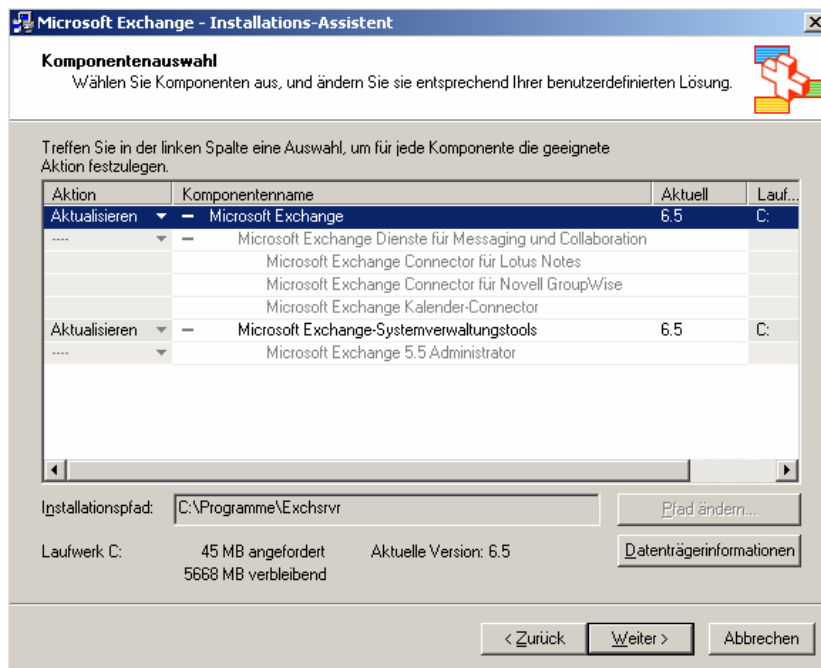 Microsoft Exchange - Installations-Assistent
Komponentenauswahl
Wählen Sie Komponenten aus, und ändern Sie sie entsprechend Ihrer benutzerdefinierten Lösung.
Treffen Sie in der linken Spalte eine Auswahl, um für jede Komponente die geeignete
Aktion festzulegen.
Aktion Komponentenname Aktuell Lauf...
Aktualisieren Microsoft Exchange 6.5 C:
---- Microsoft Exchange Dienste für Messaging und Collaboration
Microsoft Exchange Connector für Lotus Notes
Microsoft Exchange Connector für Novell GroupWise
Microsoft Exchange Kalender-Connector
Aktualisieren Microsoft Exchange-Systemverwaltungstools 6.5 C:
---- Microsoft Exchange 5.5 Administrator
Installationspfad: C:\Programme\Exchsrvr Pfad ändern...
Laufwerk C: 45 MB angefordert Aktuelle Version: 6.5 Datenträgerinformationen
5668 MB verbleibend
< Zurück Weiter > Abbrechen